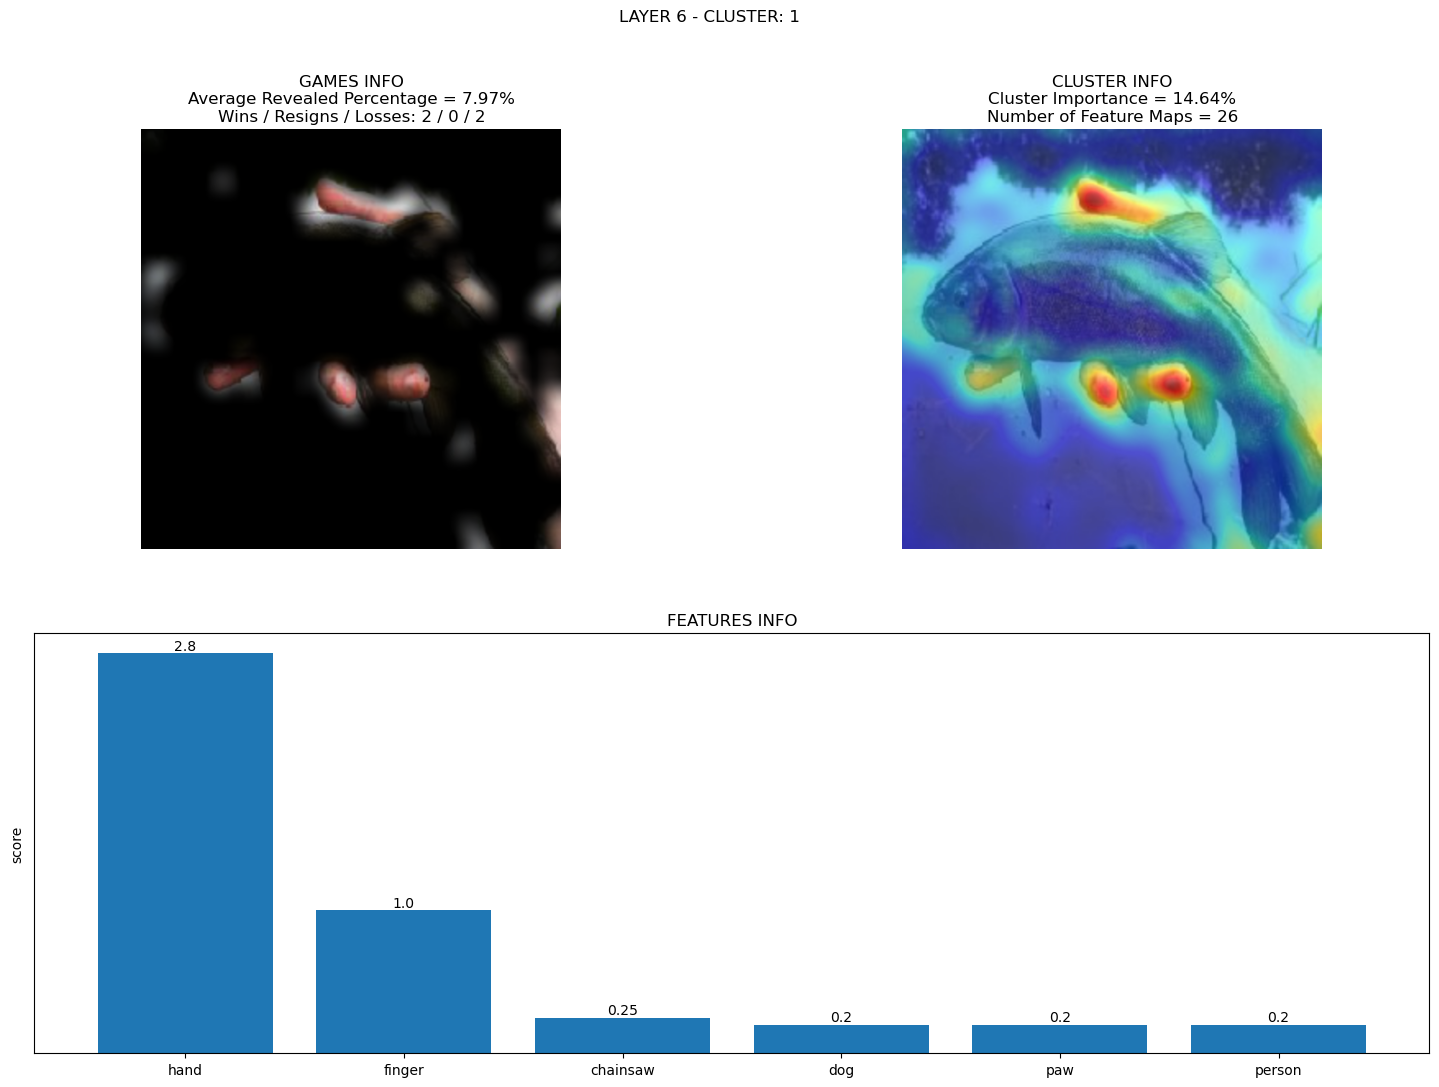 LAYER 6 - CLUSTER: 1
GAMES INFO
Average Revealed Percentage = 7.97%
Wins / Resigns / Losses: 2 / 0 / 2
CLUSTER INFO
Cluster Importance = 14.64%
Number of Feature Maps = 26
FEATURES INFO
score
2.8
1.0
0.25
0.2
0.2
0.2
hand
finger
chainsaw
dog
paw
person